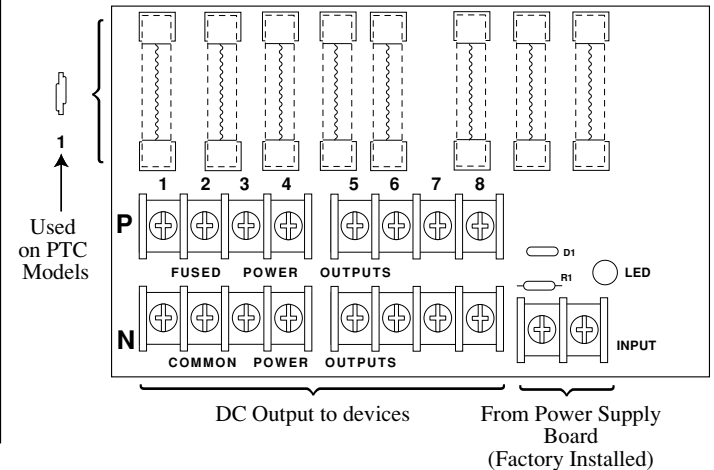 1
Used
on PTC
Models
1 2 3 4 5 6 7 8
P
FUSED POWER OUTPUTS
D1
R1
LED
N
INPUT
COMMON POWER OUTPUTS
DC Output to devices
From Power Supply
Board
(Factory Installed)